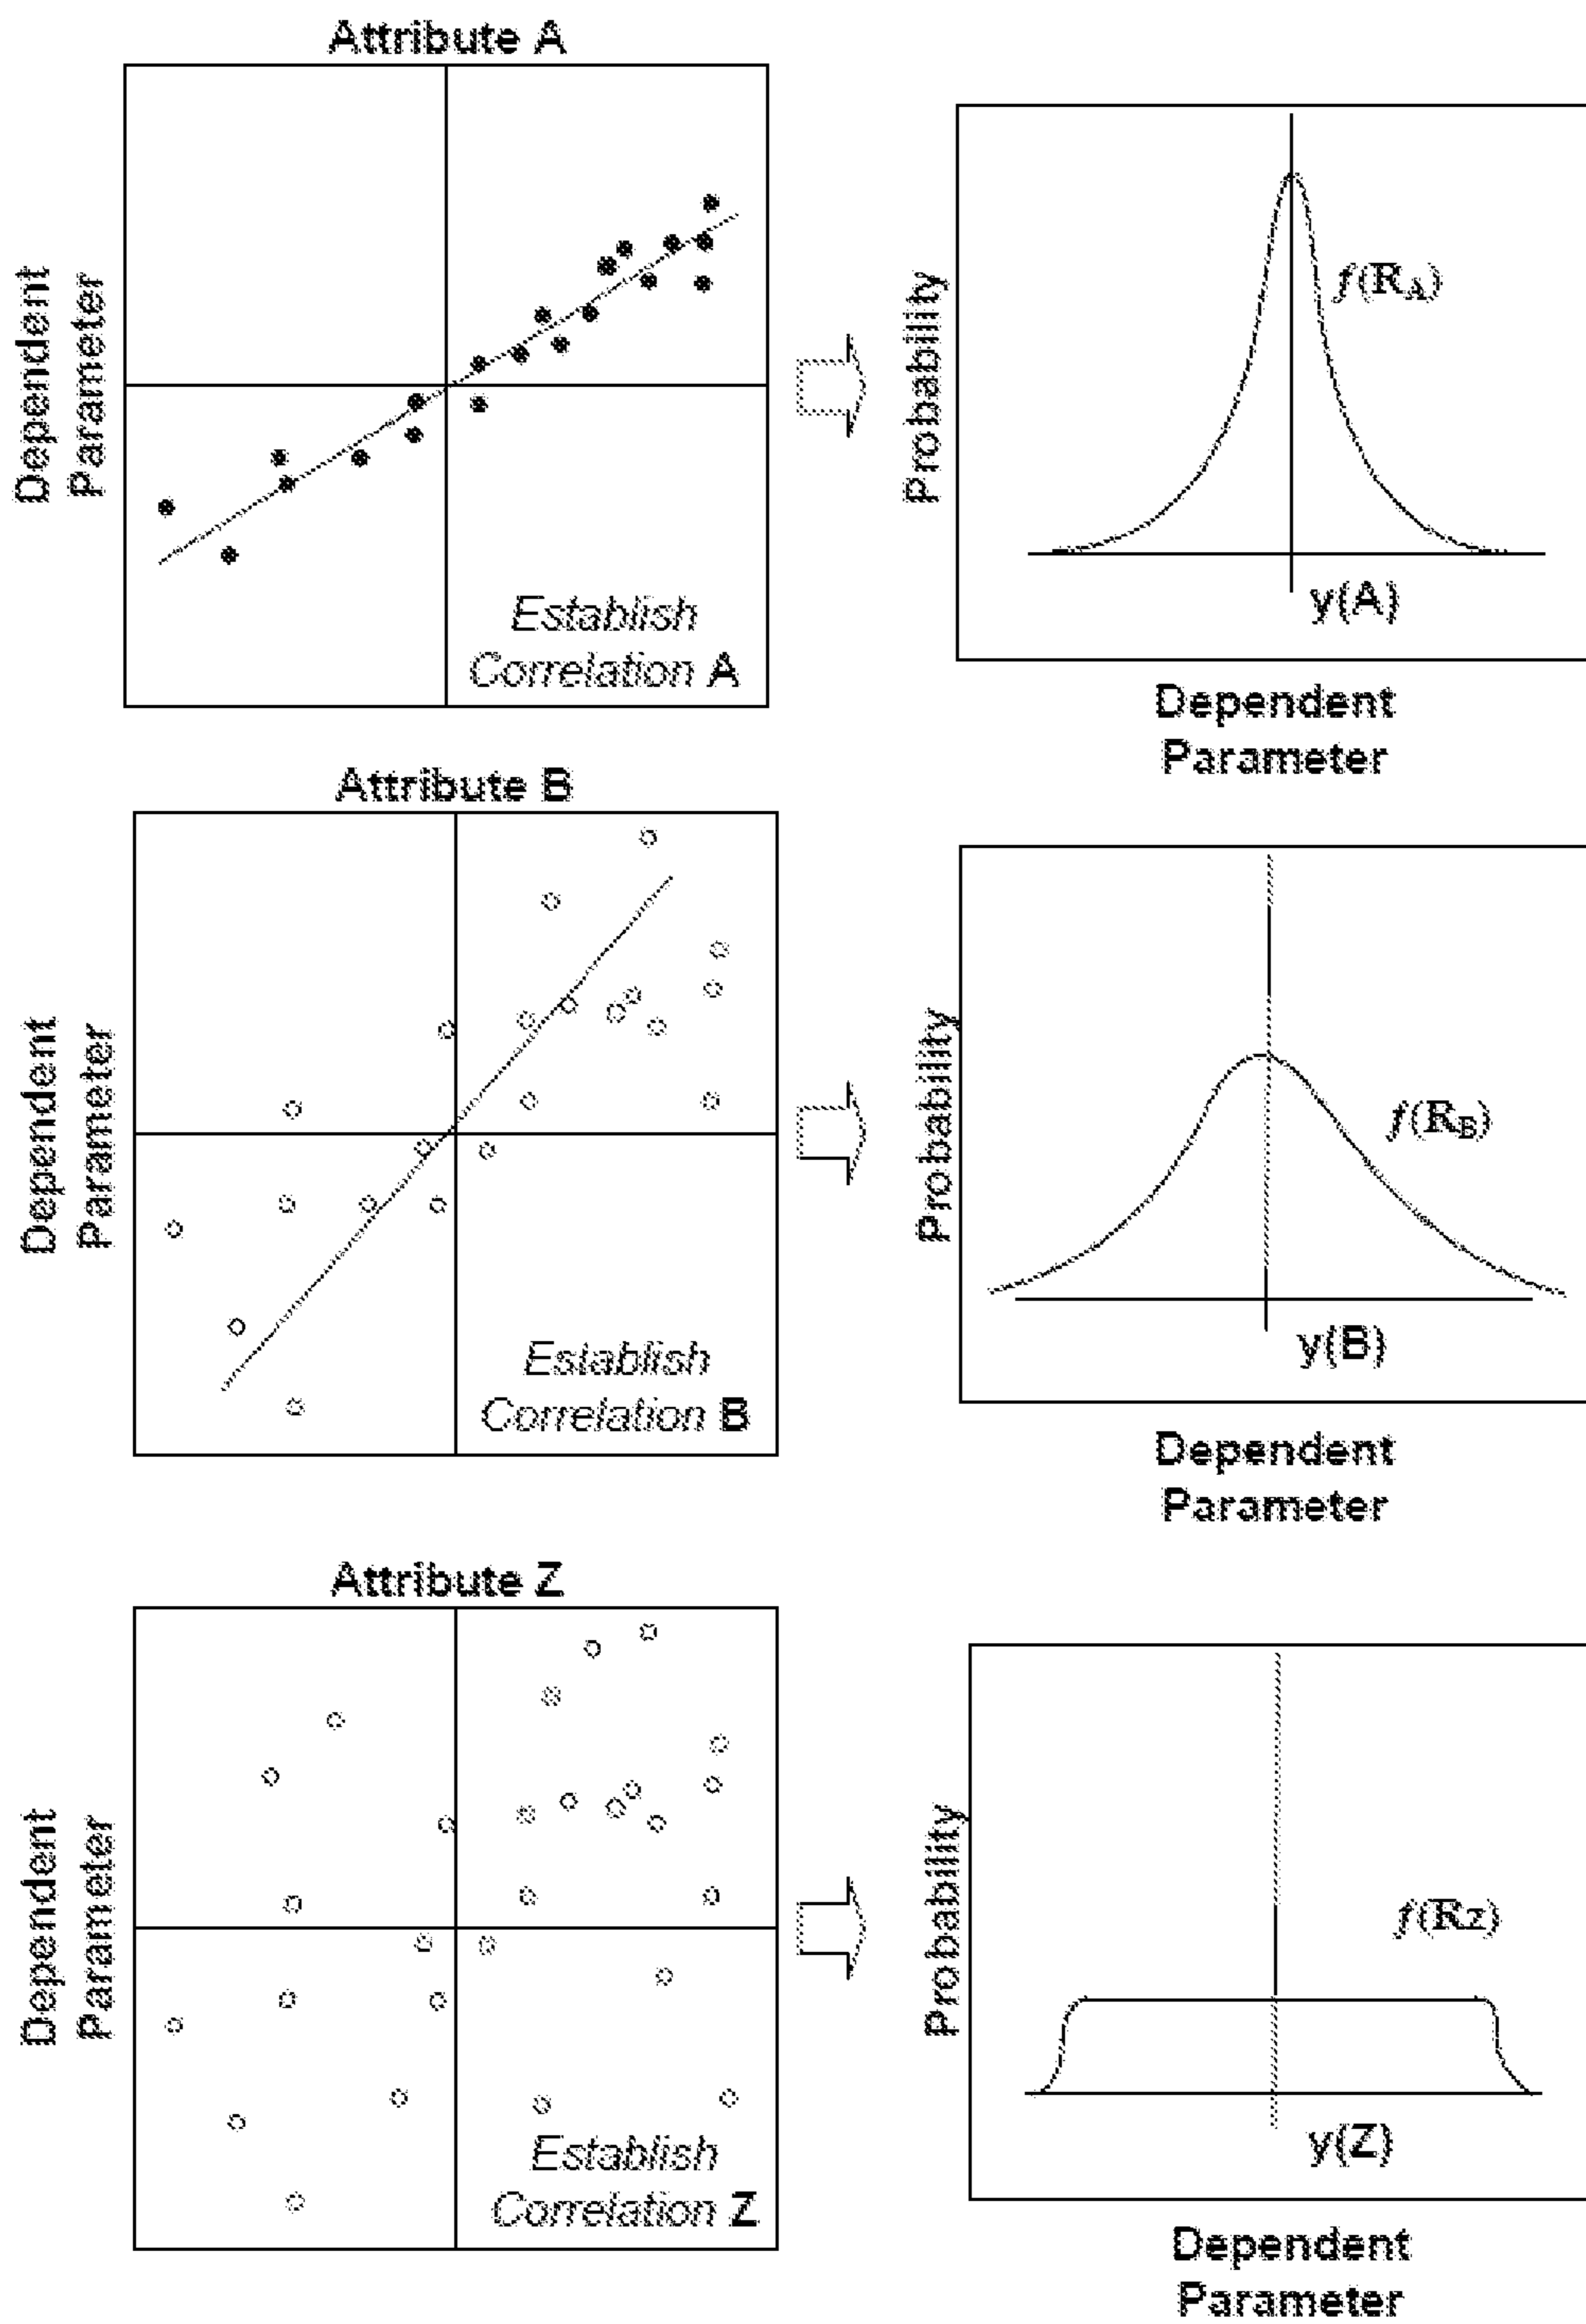 Attribute A
Dependent
Parameter
Establish
Correlation A
Probability
f(RA)
y(A)
Dependent
Parameter
Attribute B
Dependent
Parameter
Establish
Correlation B
Probability
f(RB)
y(B)
Dependent
Parameter
Attribute Z
Dependent
Parameter
Establish
Correlation Z
Probability
f(RZ)
y(Z)
Dependent
Parameter